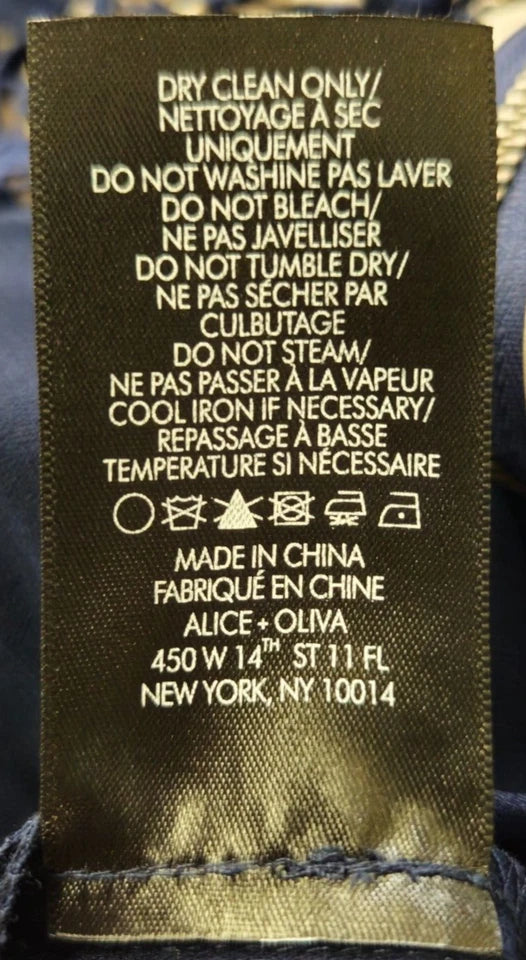 DRY CLEAN ONLY/
NETTOYAGE À SEC
UNIQUEMENT
DO NOT WASHINE PAS LAVER
DO NOT BLEACH/
NE PAS JAVELLISER
DO NOT TUMBLE DRY/
NE PAS SÉCHER PAR
CULBUTAGE
DO NOT STEAM/
NE PAS PASSER À LA VAPEUR
COOL IRON IF NECESSARY/
REPASSAGE À BASSE
TEMPERATURE SI NÉCESSAIRE
MADE IN CHINA
FABRIQUÉ EN CHINE
ALICE + OLIVA
450 W 14TH ST 11 FL
NEW YORK, NY 10014